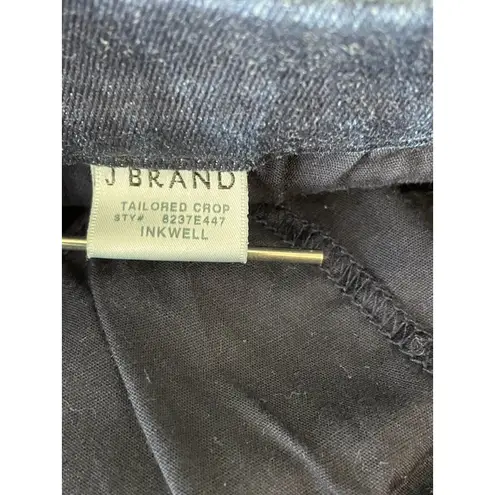 J BRAND
TAILORED CROP
STY# 8237E447
INKWELL